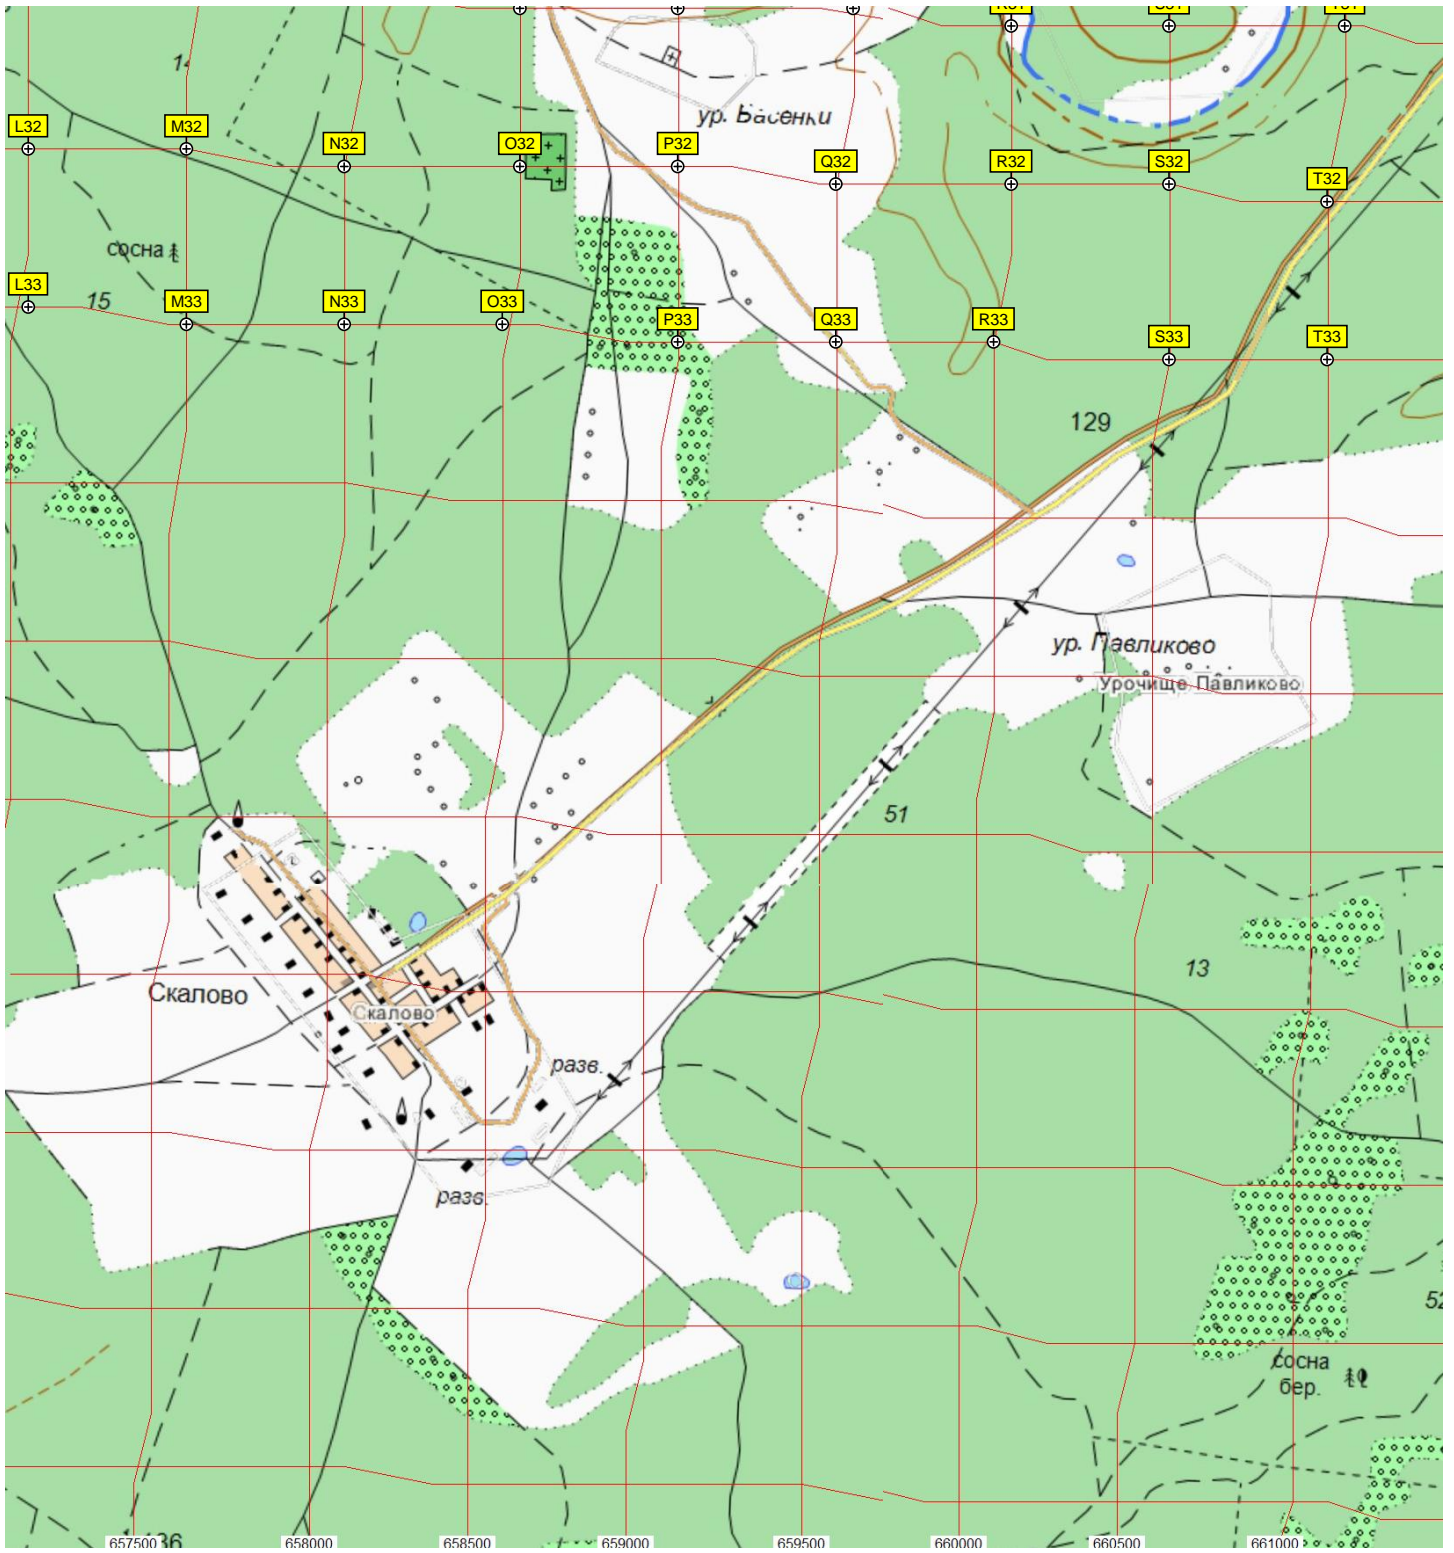 ур. Васенки
L32
M32
N32
O32
P32
Q32
R32
S32
T32
сосна
L33
15
M33
N33
O33
P33
Q33
R33
S33
T33
129
ур. Павликово
Урочище Павликово
51
13
Скалово
Скалово
разв.
разв.
сосна
бер.
657500
658000
658500
659000
659500
660000
660500
661000